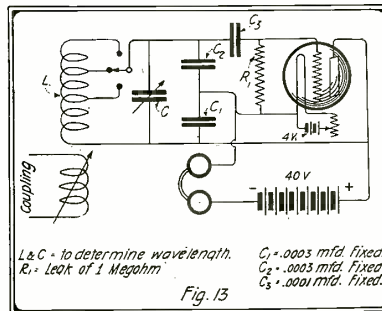 C₃
C₂
L
R₁
C
C₁
4V.
Coupling
40V
- +
L & C = to determine wavelength.
R₁ = Leak of 1 Megohm
C₁ = .0003 mfd. Fixed.
C₂ = .0003 mfd. Fixed.
C₃ = .0001 mfd. Fixed.
Fig. 13